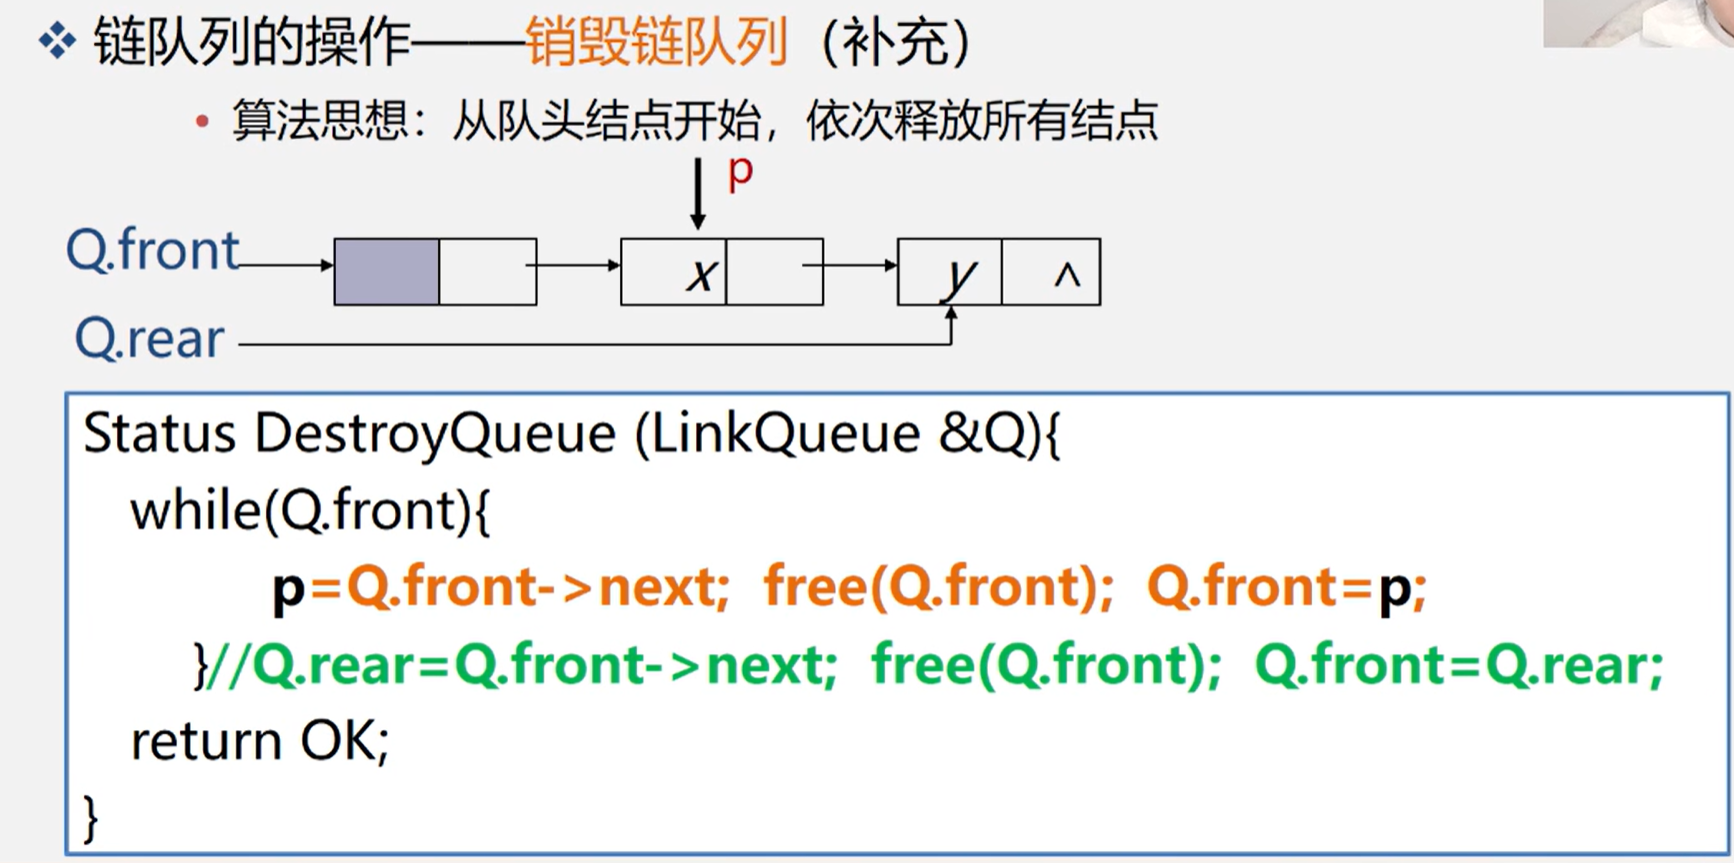 ❖ 链队列的操作——销毁链队列（补充）
• 算法思想：从队头结点开始，依次释放所有结点
p
Q.front
x
y ^
Q.rear
Status DestroyQueue (LinkQueue &Q){
while(Q.front){
p=Q.front->next; free(Q.front); Q.front=p;
}//Q.rear=Q.front->next; free(Q.front); Q.front=Q.rear;
return OK;
}